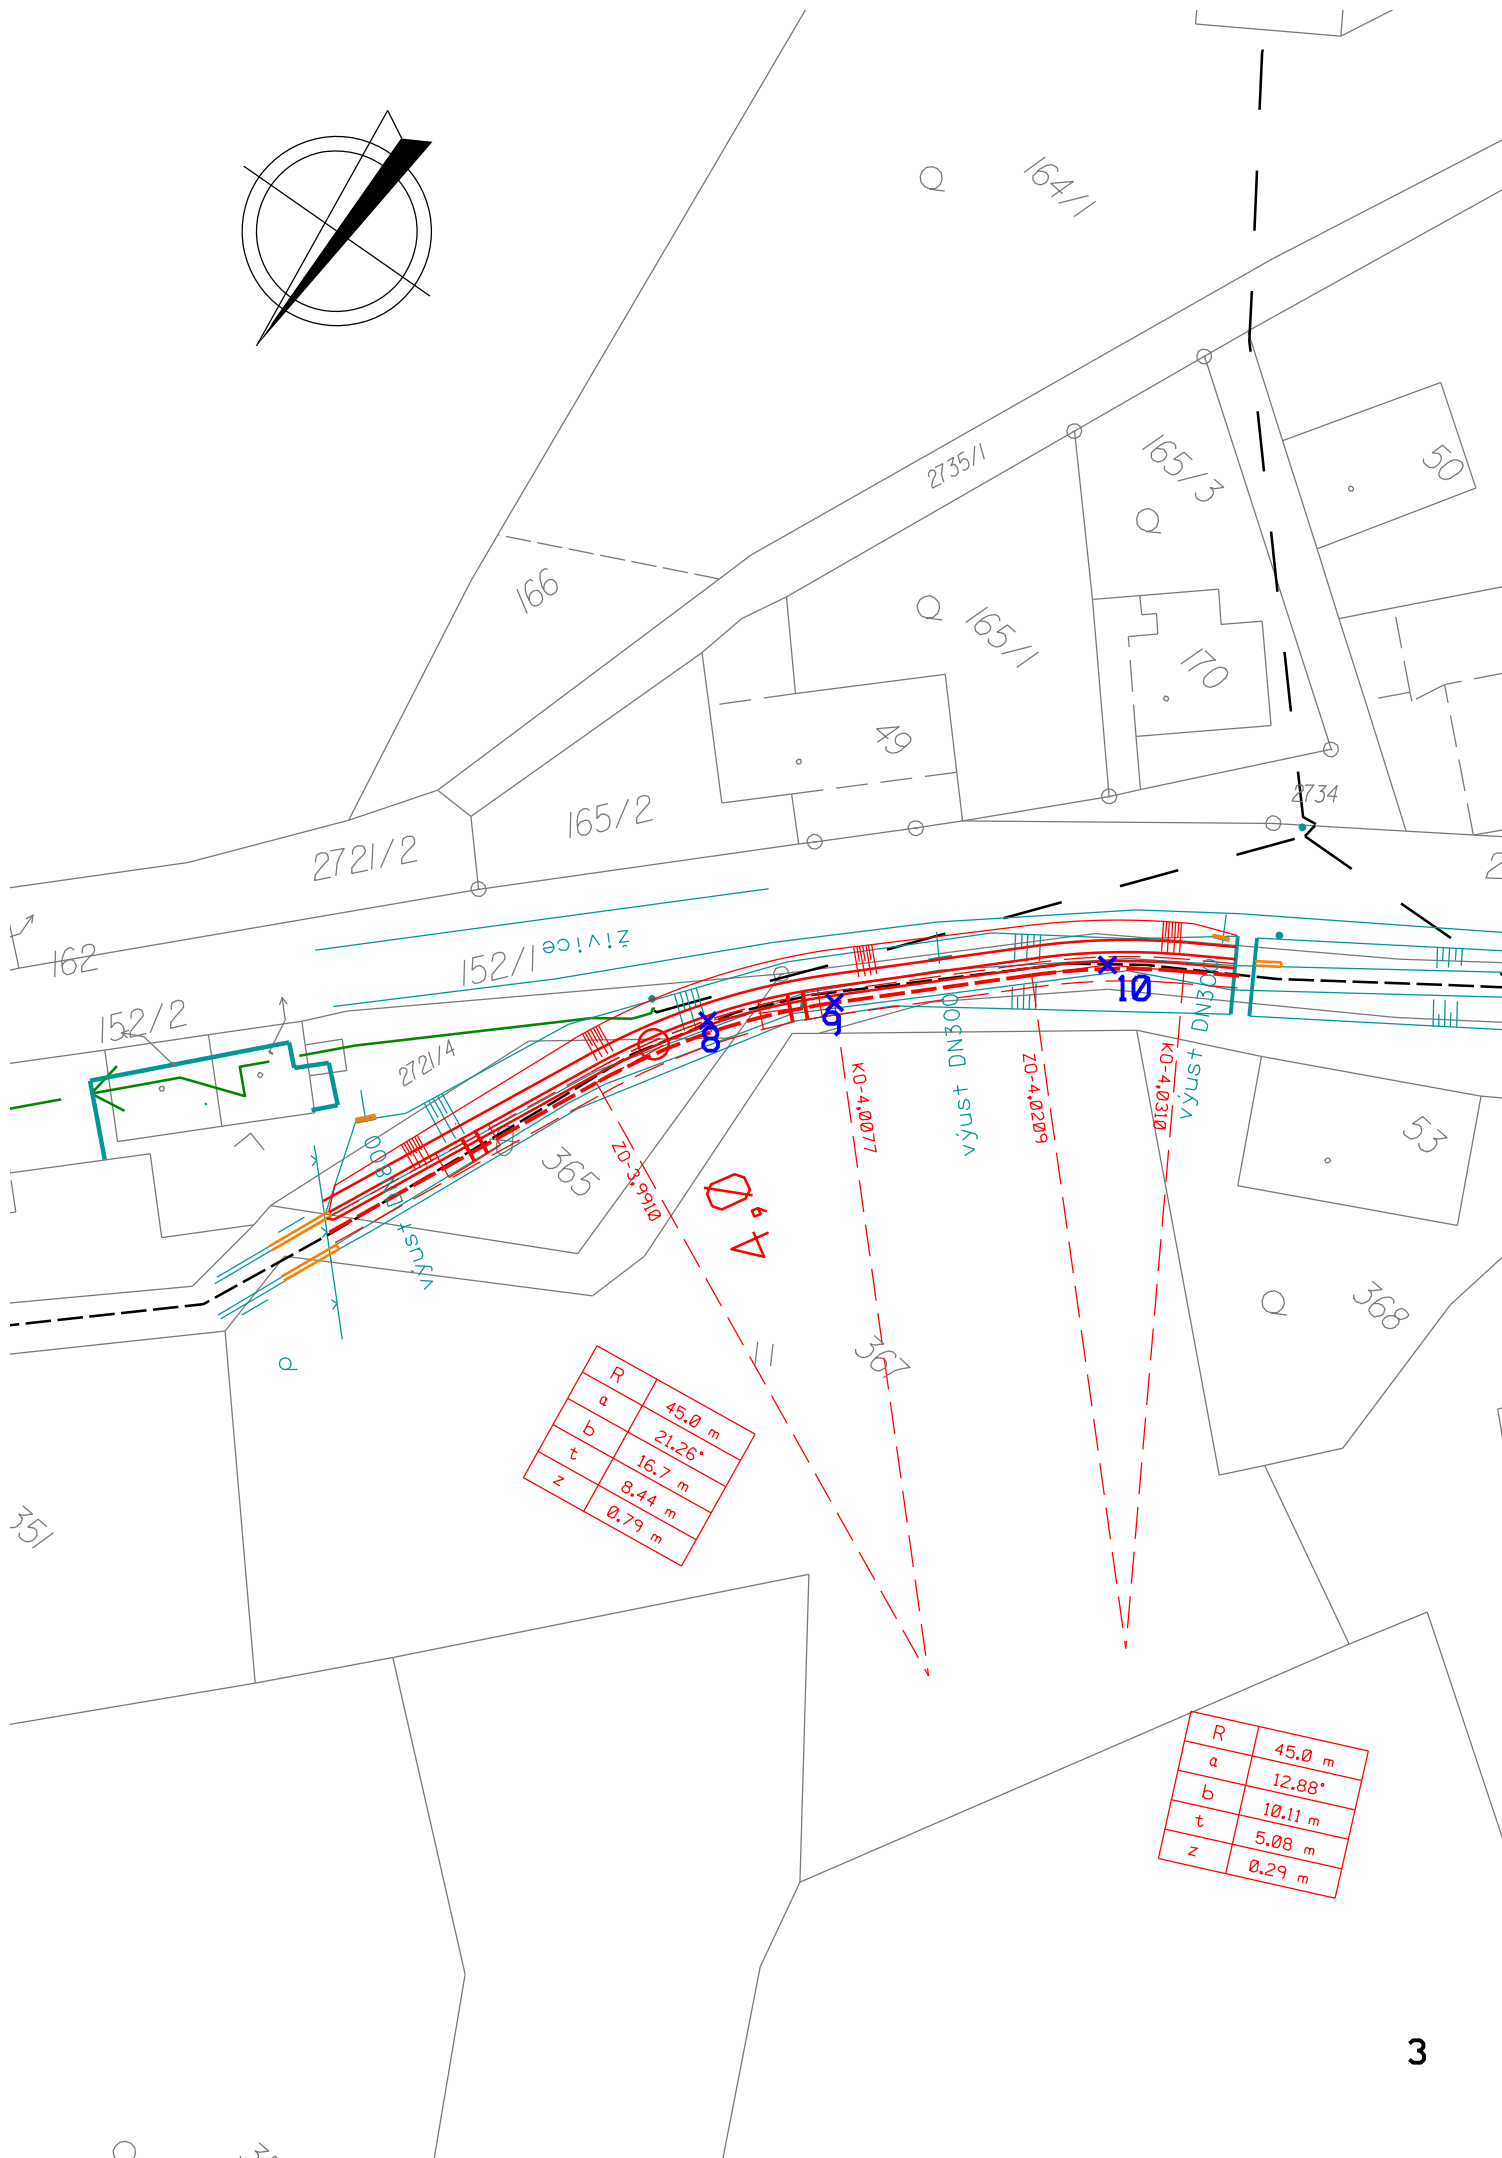 164/1
2735/1
165/3
50
166
165/1
170
49
2734
165/2
2721/2
živice
162
152/1
152/2
2721/4
8
9
10
výust DN300
výust DN300
výust DN800
KO-4,0077
ZO-4,0209
KO-4,0310
ZO-3,9910
365
4,0
53
367
368
351
R 45.0 m
a 21.26°
b 16.7 m
t 8.44 m
z 0.79 m
R 45.0 m
a 12.88°
b 10.11 m
t 5.08 m
z 0.29 m
3